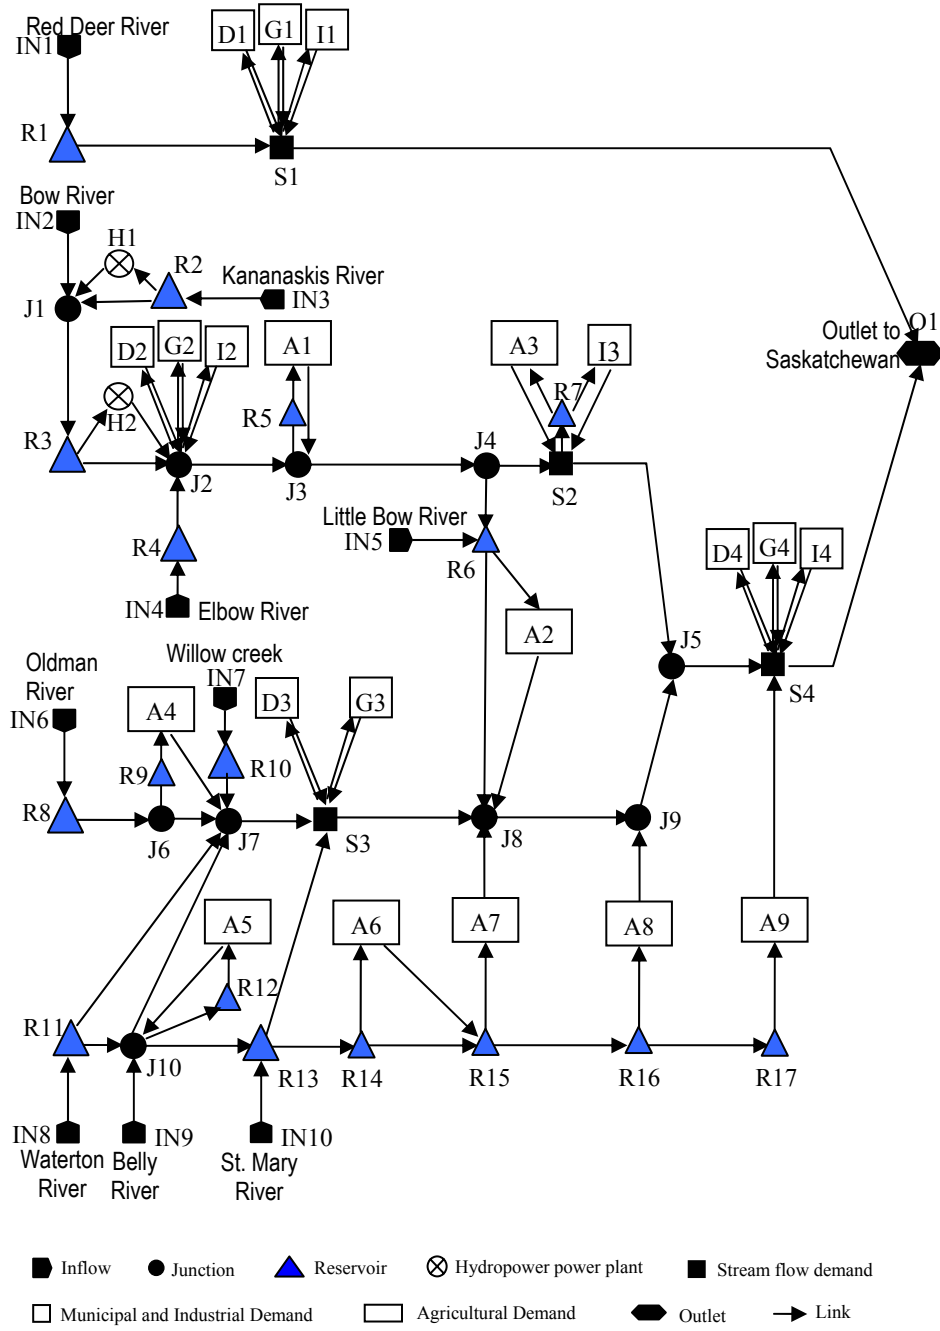 Red Deer River
IN1
D1
G1
I1
R1
S1
Bow River
IN2
H1
R2
Kananaskis River
IN3
J1
O1
Outlet to
Saskatchewan
D2
G2
I2
A1
A3
I3
H2
R5
R7
R3
J2
J3
J4
S2
Little Bow River
IN5
R4
R6
D4
G4
I4
IN4
Elbow River
A2
J5
S4
Oldman
River
IN6
Willow creek
IN7
A4
D3
G3
R9
R10
R8
J6
J7
S3
J8
J9
A5
A6
A7
A8
A9
R12
R11
J10
R13
R14
R15
R16
R17
IN8
IN9
IN10
Waterton
River
Belly
River
St. Mary
River
Inflow
Junction
Reservoir
Hydropower power plant
Stream flow demand
Municipal and Industrial Demand
Agricultural Demand
Outlet
Link